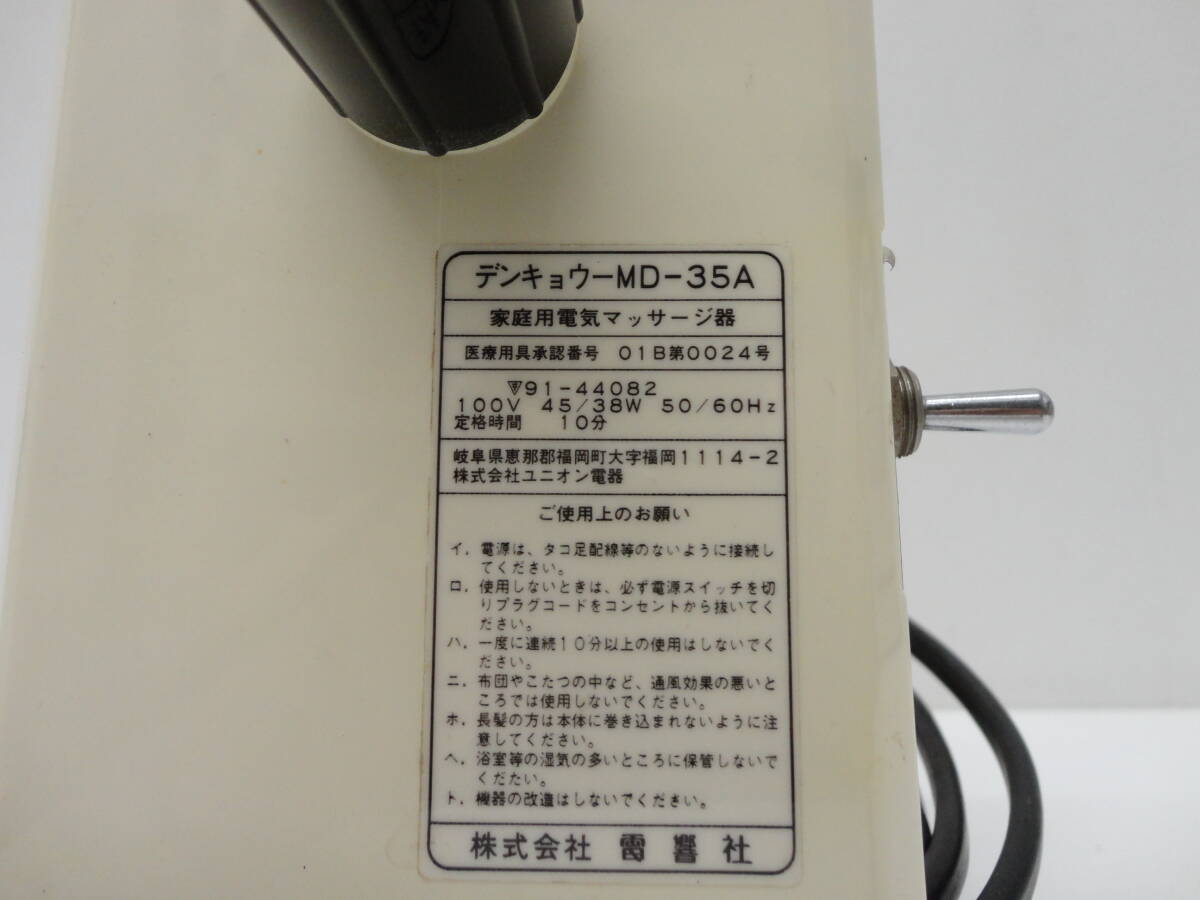 デンキョウーMD-35A
家庭用電気マッサージ器
医療用具承認番号 01B第0024号
91-44082
100V 45/38W 50/60Hz
定格時間 10分
岐阜県恵那郡福岡町大字福岡1114-2
株式会社ユニオン電器
ご使用上のお願い
イ. 電源は、タコ足配線等のないように接続し
てください。
ロ. 使用しないときは、必ず電源スイッチを切
りプラグコードをコンセントから抜いてく
ださい。
ハ. 一度に連続10分以上の使用はしないでく
ださい。
ニ. 布団やこたつの中など、通風効果の悪いと
ころでは使用しないでください。
ホ. 長髪の方は本体に巻き込まれないように注
意してください。
ヘ. 浴室等の湿気の多いところに保管しないで
くだたい。
ト. 機器の改造はしないでください。
株式会社 電響社